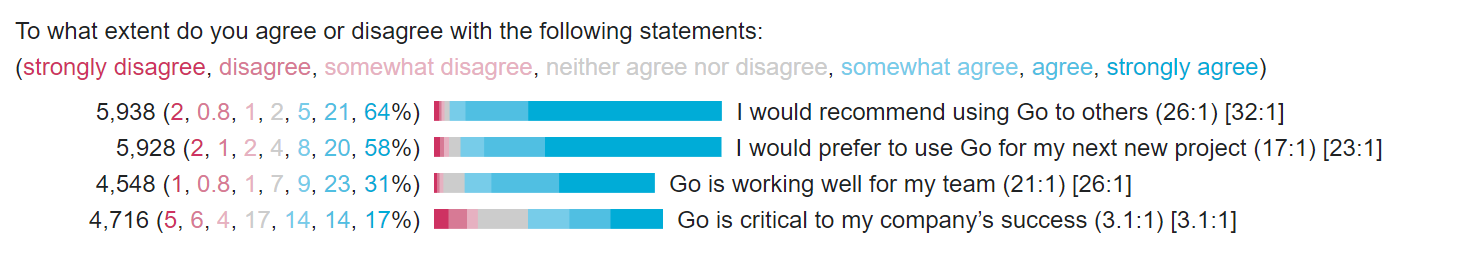 To what extent do you agree or disagree with the following statements:
(strongly disagree, disagree, somewhat disagree, neither agree nor disagree, somewhat agree, agree, strongly agree)
5,938 (2, 0.8, 1, 2, 5, 21, 64%) I would recommend using Go to others (26:1) [32:1]
5,928 (2, 1, 2, 4, 8, 20, 58%) I would prefer to use Go for my next new project (17:1) [23:1]
4,548 (1, 0.8, 1, 7, 9, 23, 31%) Go is working well for my team (21:1) [26:1]
4,716 (5, 6, 4, 17, 14, 14, 17%) Go is critical to my company’s success (3.1:1) [3.1:1]